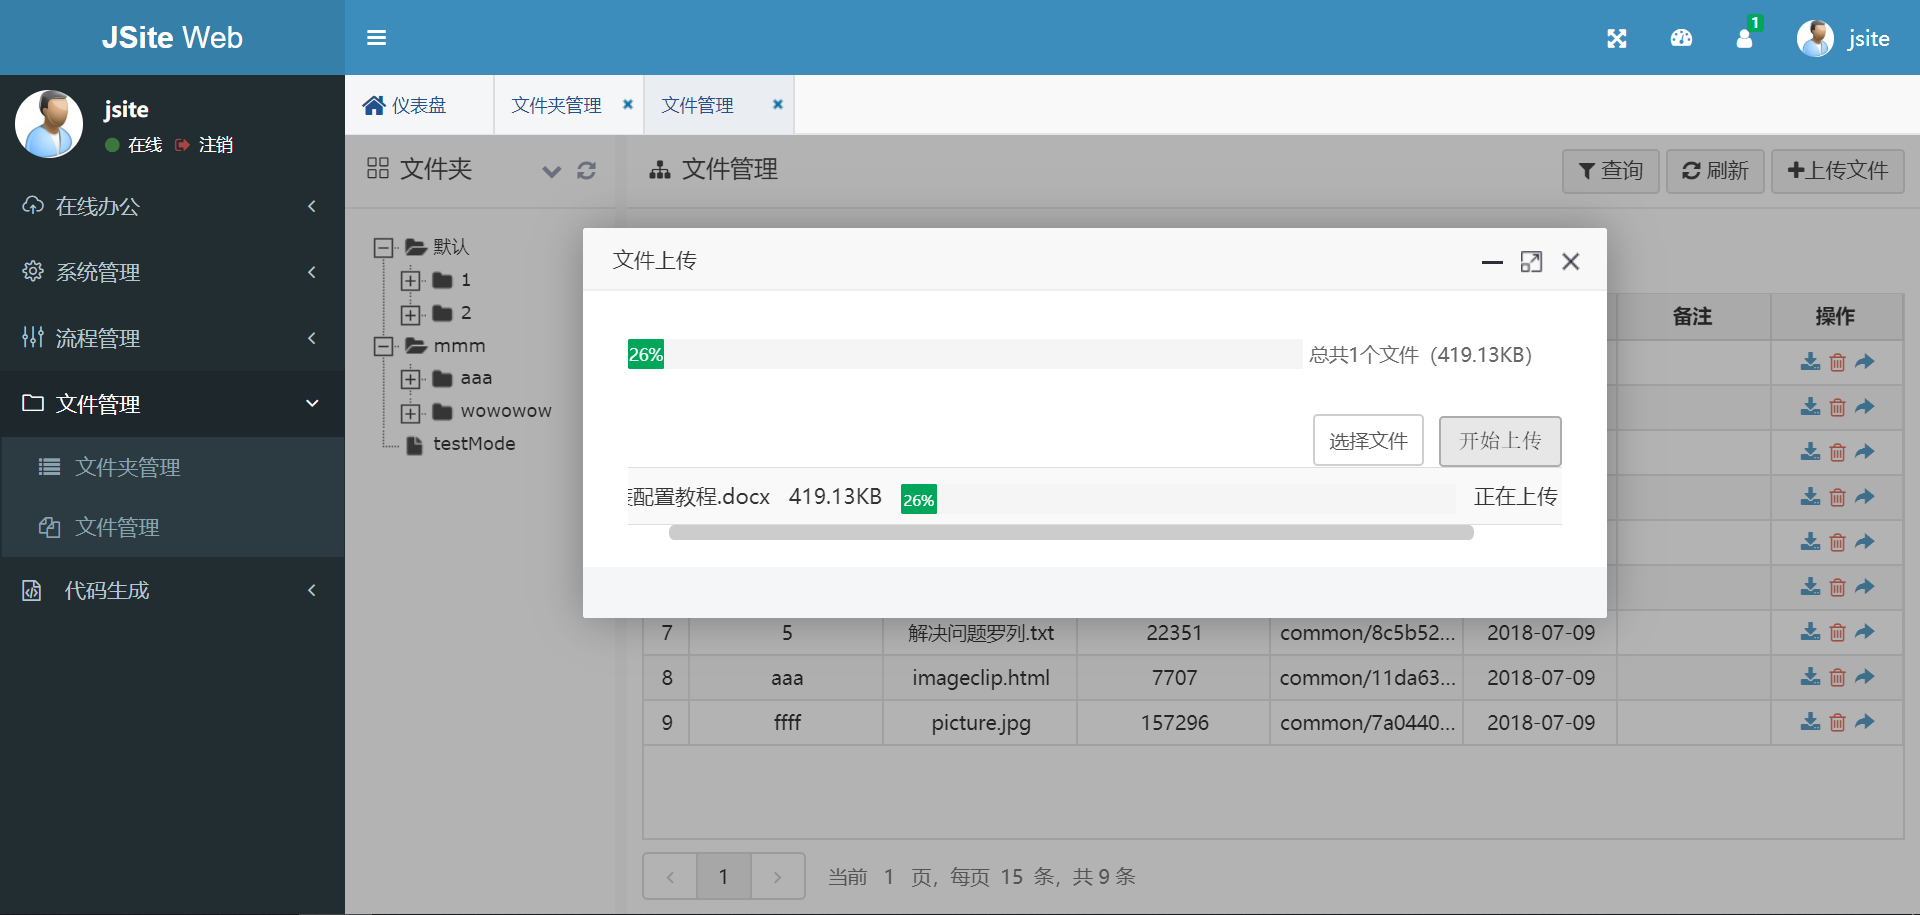 JSite Web
1
jsite
jsite
在线 注销
在线办公
系统管理
流程管理
文件管理
文件夹管理
文件管理
代码生成
仪表盘
文件夹管理
文件管理
文件夹
文件管理
查询
刷新
上传文件
默认
1
2
mmm
aaa
wowowow
testMode
文件上传
26%
总共1个文件 (419.13KB)
选择文件
开始上传
配置教程.docx 419.13KB 26% 正在上传
备注 操作
7 5 解决问题罗列.txt 22351 common/8c5b52... 2018-07-09
8 aaa imageclip.html 7707 common/11da63... 2018-07-09
9 ffff picture.jpg 157296 common/7a0440... 2018-07-09
1
当前 1 页, 每页 15 条, 共 9 条